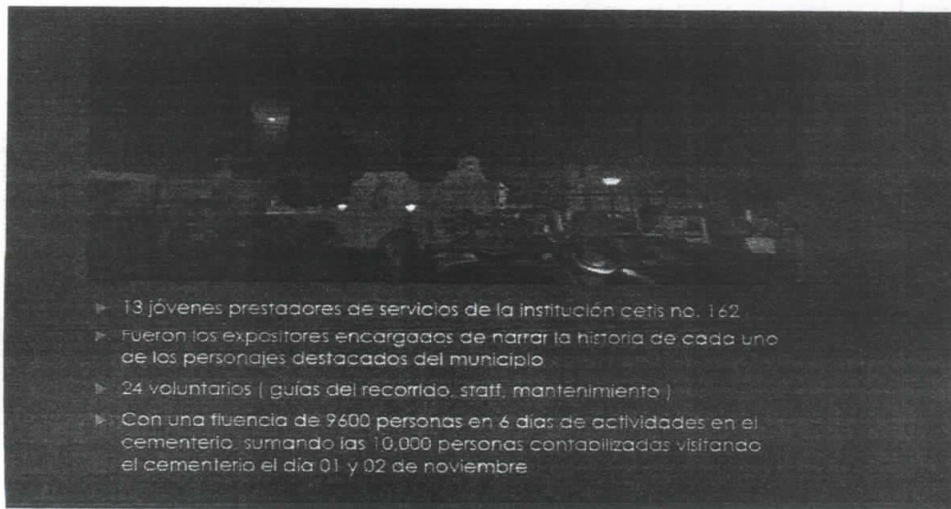 ▶ 13 jóvenes prestadores de servicios de la institución cetis no. 162
▶ Fueron los expositores encargados de narrar la historia de cada uno
de los personajes destacados del municipio
▶ 24 voluntarios ( guías del recorrido, staff, mantenimiento )
▶ Con una fluencia de 9600 personas en 6 días de actividades en el
cementerio, sumando las 10,000 personas contabilizadas visitando
el cementerio el día 01 y 02 de noviembre